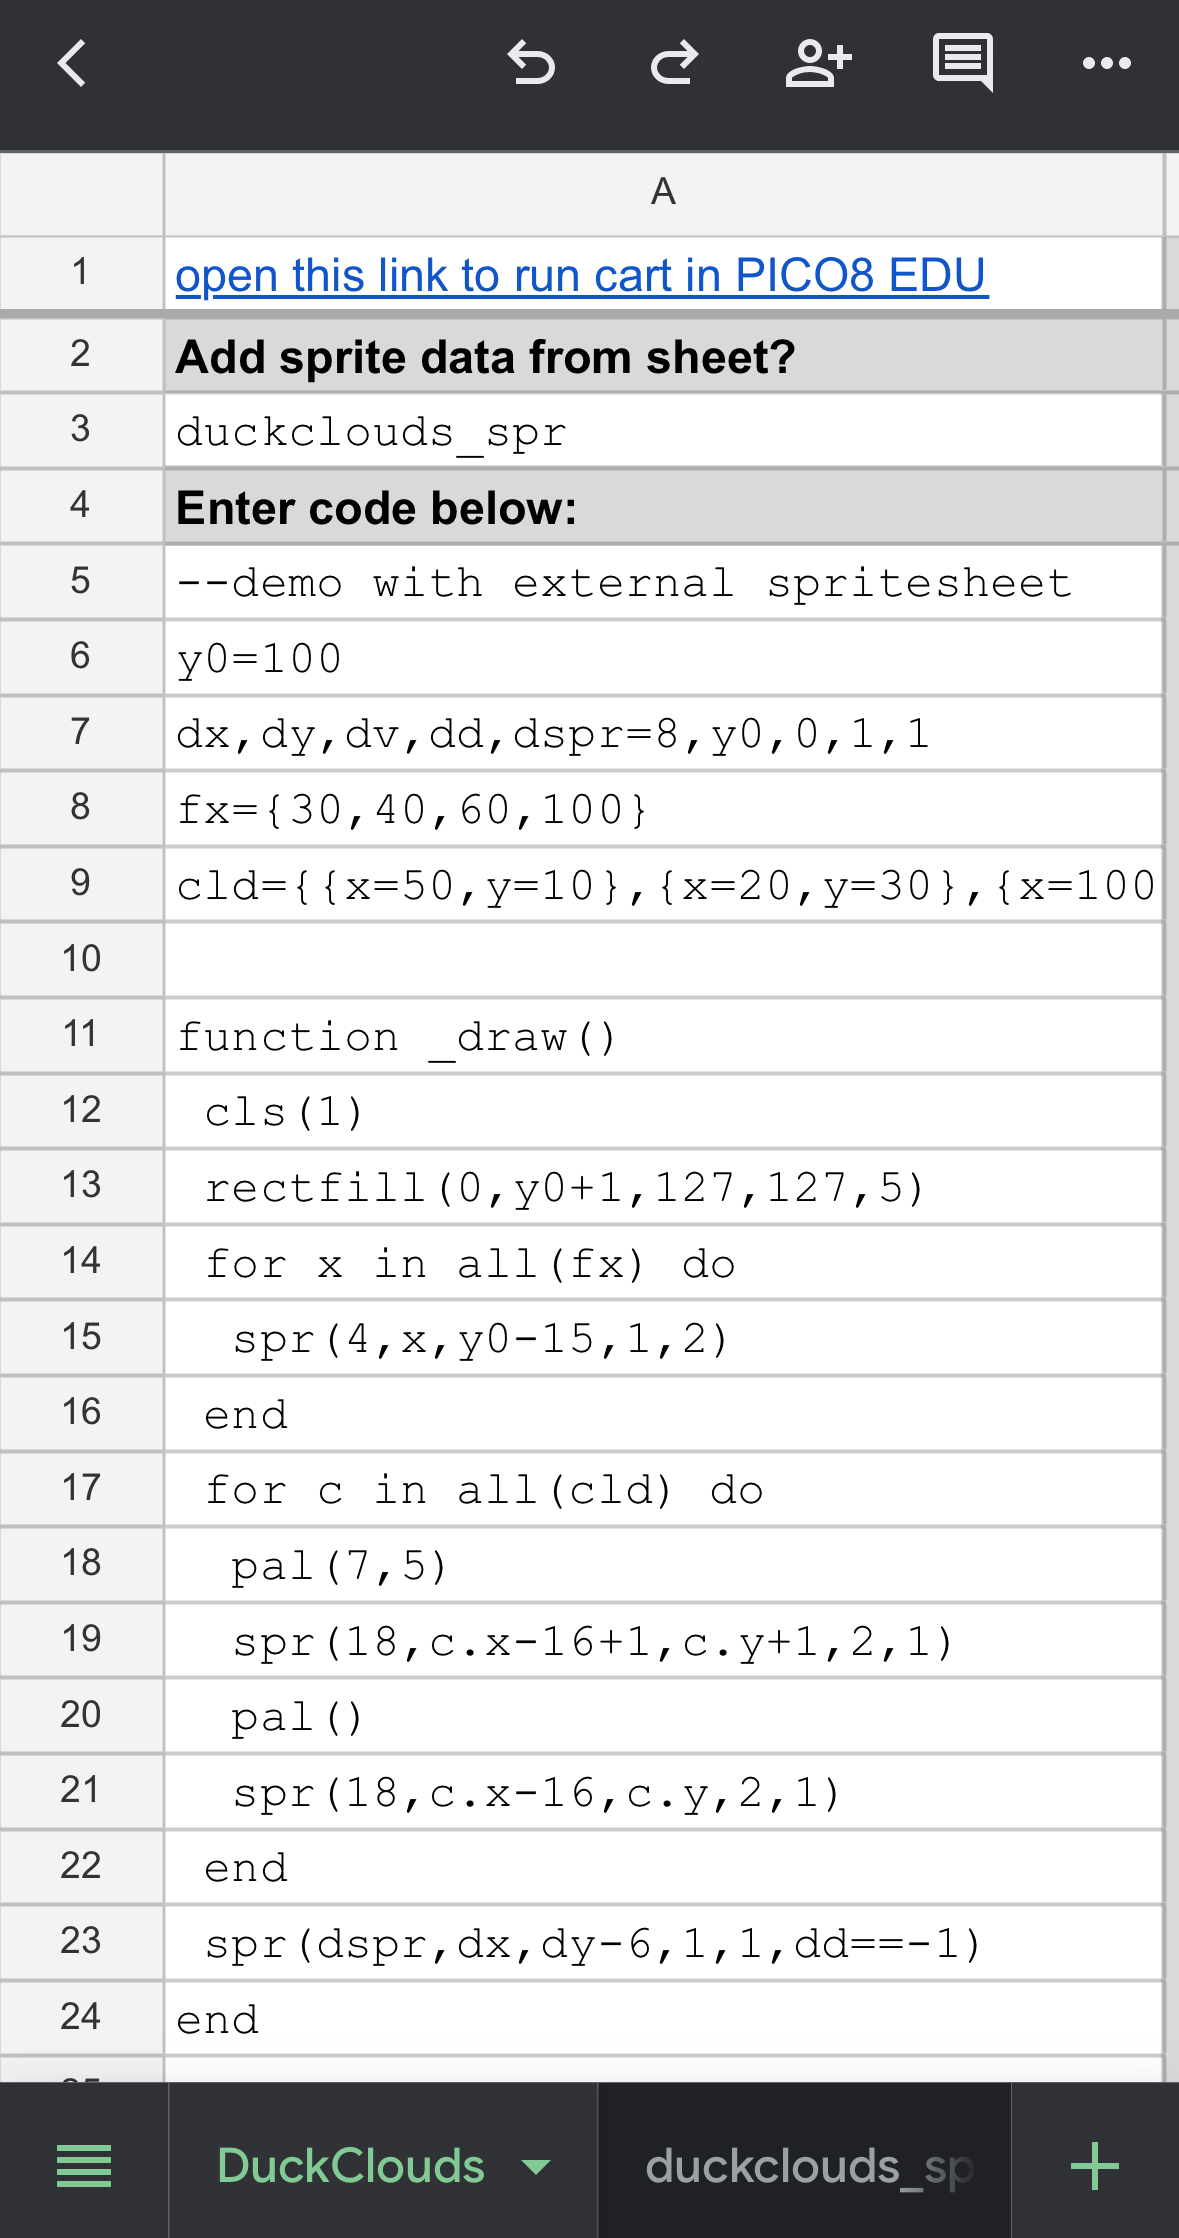 A
1 open this link to run cart in PICO8 EDU
2 Add sprite data from sheet?
3 duckclouds_spr
4 Enter code below:
5 --demo with external spritesheet
6 y0=100
7 dx,dy,dv,dd,dspr=8,y0,0,1,1
8 fx={30,40,60,100}
9 cld={{x=50,y=10},{x=20,y=30},{x=100
10
11 function _draw()
12  cls(1)
13  rectfill(0,y0+1,127,127,5)
14  for x in all(fx) do
15   spr(4,x,y0-15,1,2)
16  end
17  for c in all(cld) do
18   pal(7,5)
19   spr(18,c.x-16+1,c.y+1,2,1)
20   pal()
21   spr(18,c.x-16,c.y,2,1)
22  end
23  spr(dspr,dx,dy-6,1,1,dd==-1)
24 end
DuckClouds duckclouds_sp